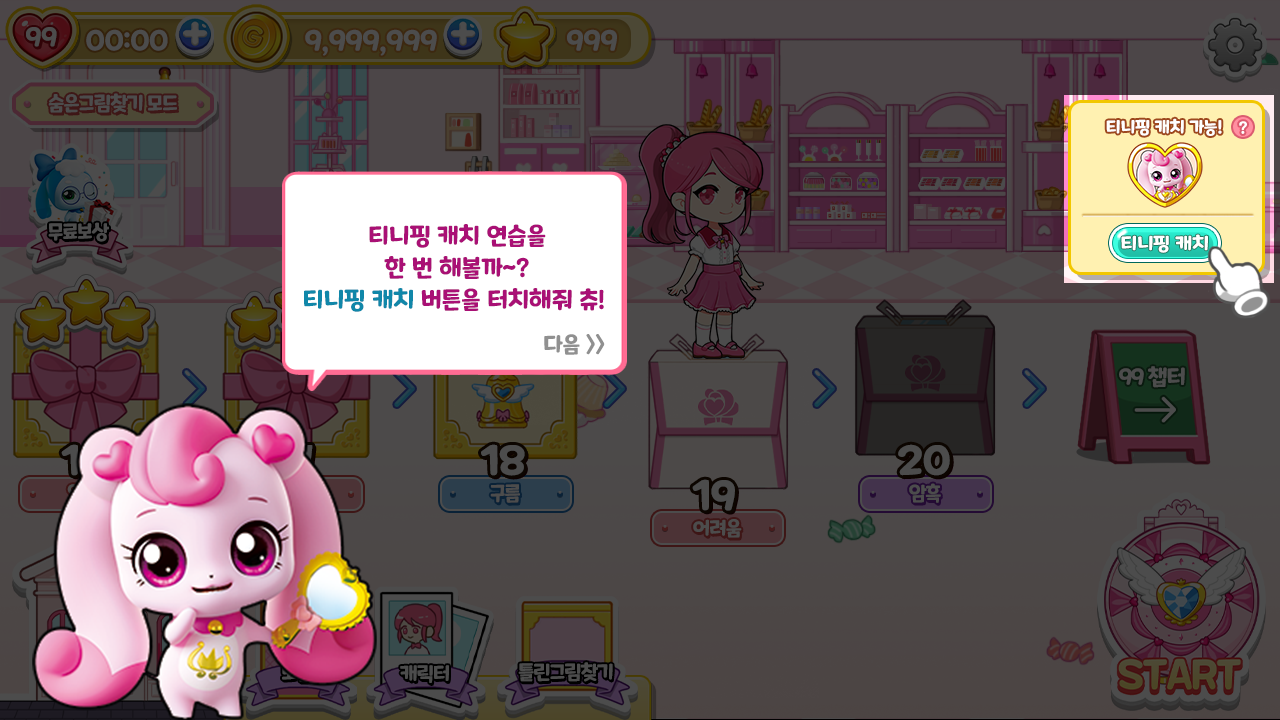 99
00:00
9,999,999
999
숨은그림찾기 모드
티니핑 캐치 가능!
?
티니핑 캐치
무료보상
티니핑 캐치 연습을
한 번 해볼까~?
티니핑 캐치 버튼을 터치해줘 츄!
다음 》
99 챕터
18
구름
19
어려움
20
암흑
캐릭터
틀린그림찾기
START